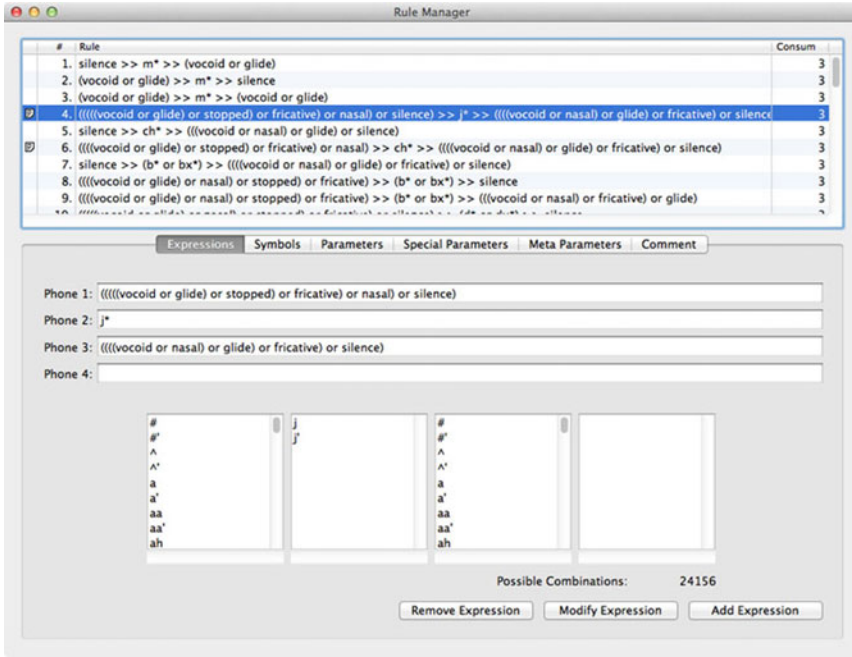 Rule Manager
# Rule Consum
1. silence >> m* >> (vocoid or glide) 3
2. (vocoid or glide) >> m* >> silence 3
3. (vocoid or glide) >> m* >> (vocoid or glide) 3
4. (((((vocoid or glide) or stopped) or fricative) or nasal) or silence) >> j* >> ((((vocoid or nasal) or glide) or fricative) or silence 3
5. silence >> ch* >> (((vocoid or nasal) or glide) or silence) 3
6. ((((vocoid or glide) or stopped) or fricative) or nasal) >> ch* >> ((((vocoid or nasal) or glide) or fricative) or silence) 3
7. silence >> (b* or bx*) >> ((((vocoid or nasal) or glide) or fricative) or silence) 3
8. ((((vocoid or glide) or nasal) or stopped) or fricative) >> (b* or bx*) >> silence 3
9. ((((vocoid or glide) or nasal) or stopped) or fricative) >> (b* or bx*) >> (((vocoid or nasal) or fricative) or glide) 3
Expressions Symbols Parameters Special Parameters Meta Parameters Comment
Phone 1: (((((vocoid or glide) or stopped) or fricative) or nasal) or silence)
Phone 2: j*
Phone 3: ((((vocoid or nasal) or glide) or fricative) or silence)
Phone 4:
# j #
#' j' #'
^ ^
^' ^'
a a
a' a'
aa aa
aa' aa'
ah ah
Possible Combinations: 24156
Remove Expression Modify Expression Add Expression